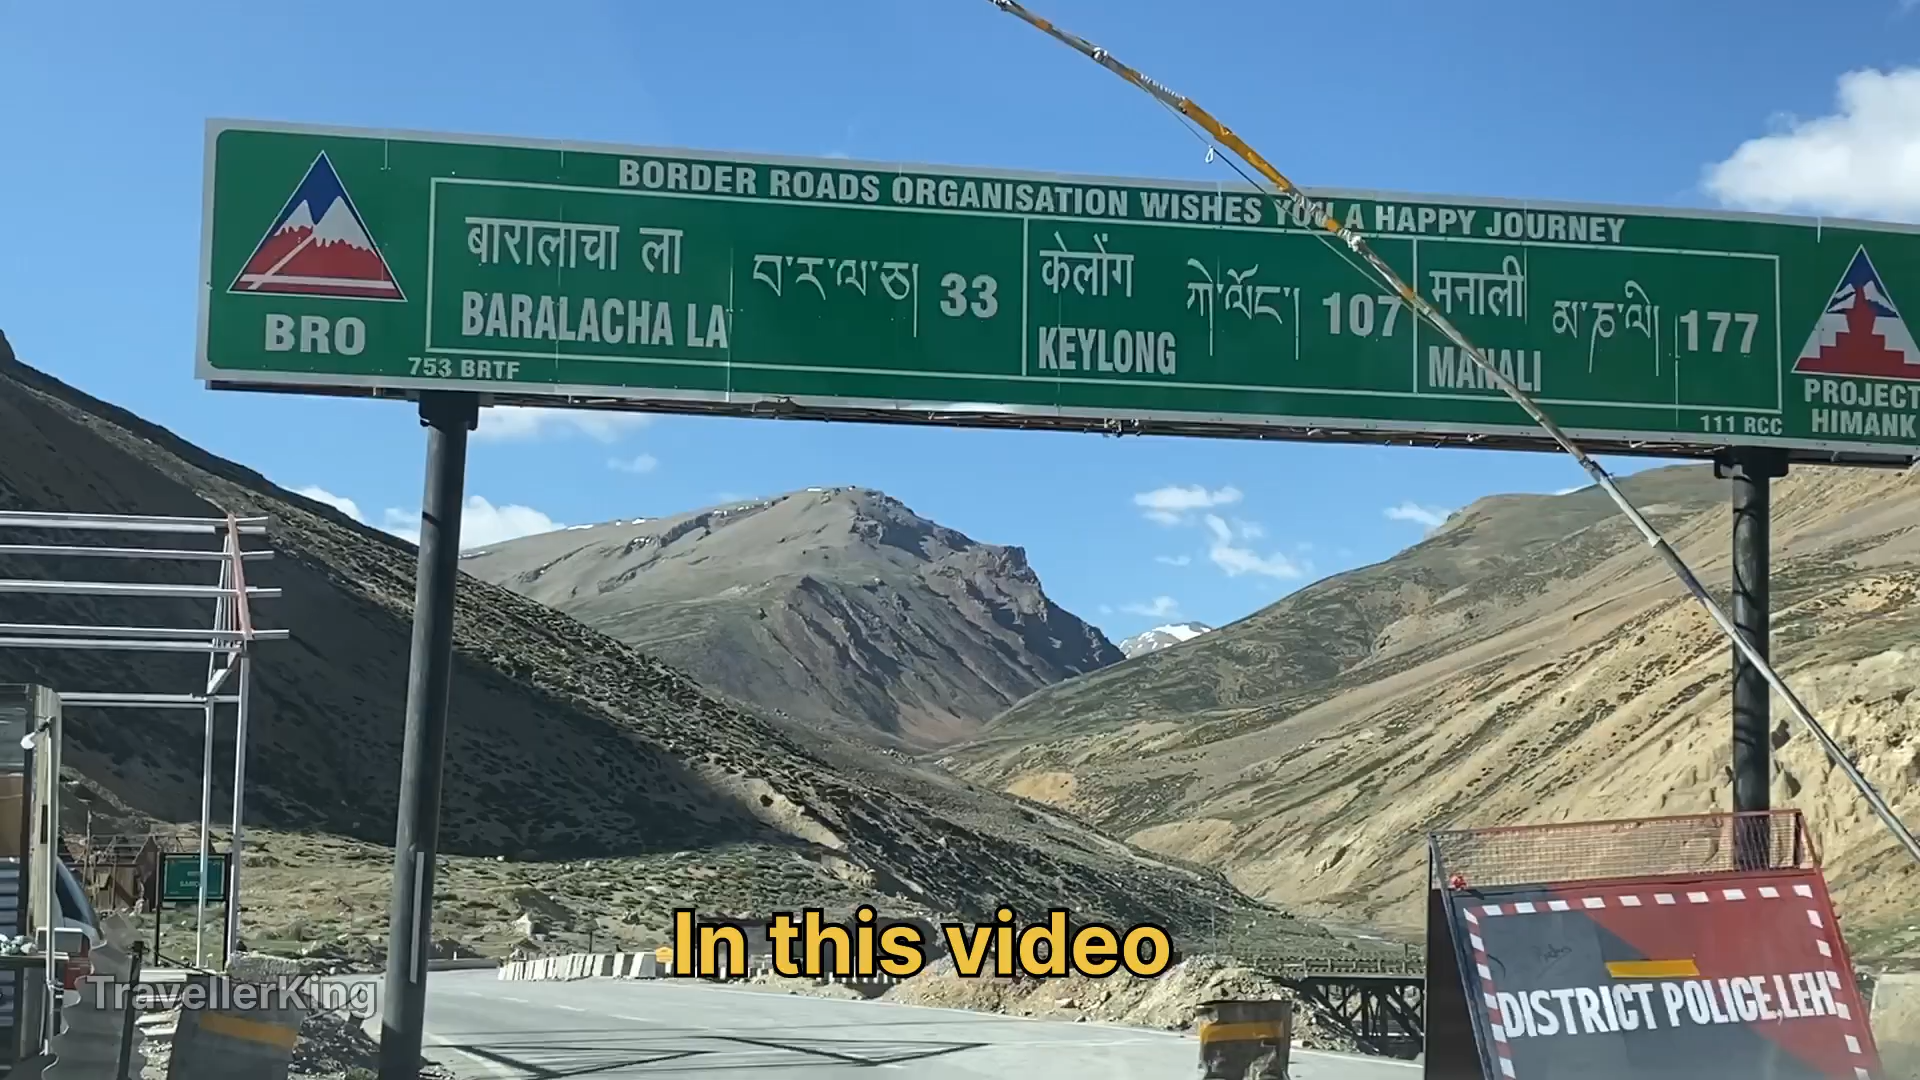 BORDER ROADS ORGANISATION WISHES YOU A HAPPY JOURNEY
बारालाचा ला
བ་ར་ལ་ཅ།
33
BARALACHA LA
केलोंग
ཀེ་ལོང་།
107
KEYLONG
मनाली
མ་ན་ལི།
177
MANALI
BRO
753 BRTF
111 RCC
PROJECT
HIMANK
DISTRICT POLICE,LEH
In this video
TravellerKing